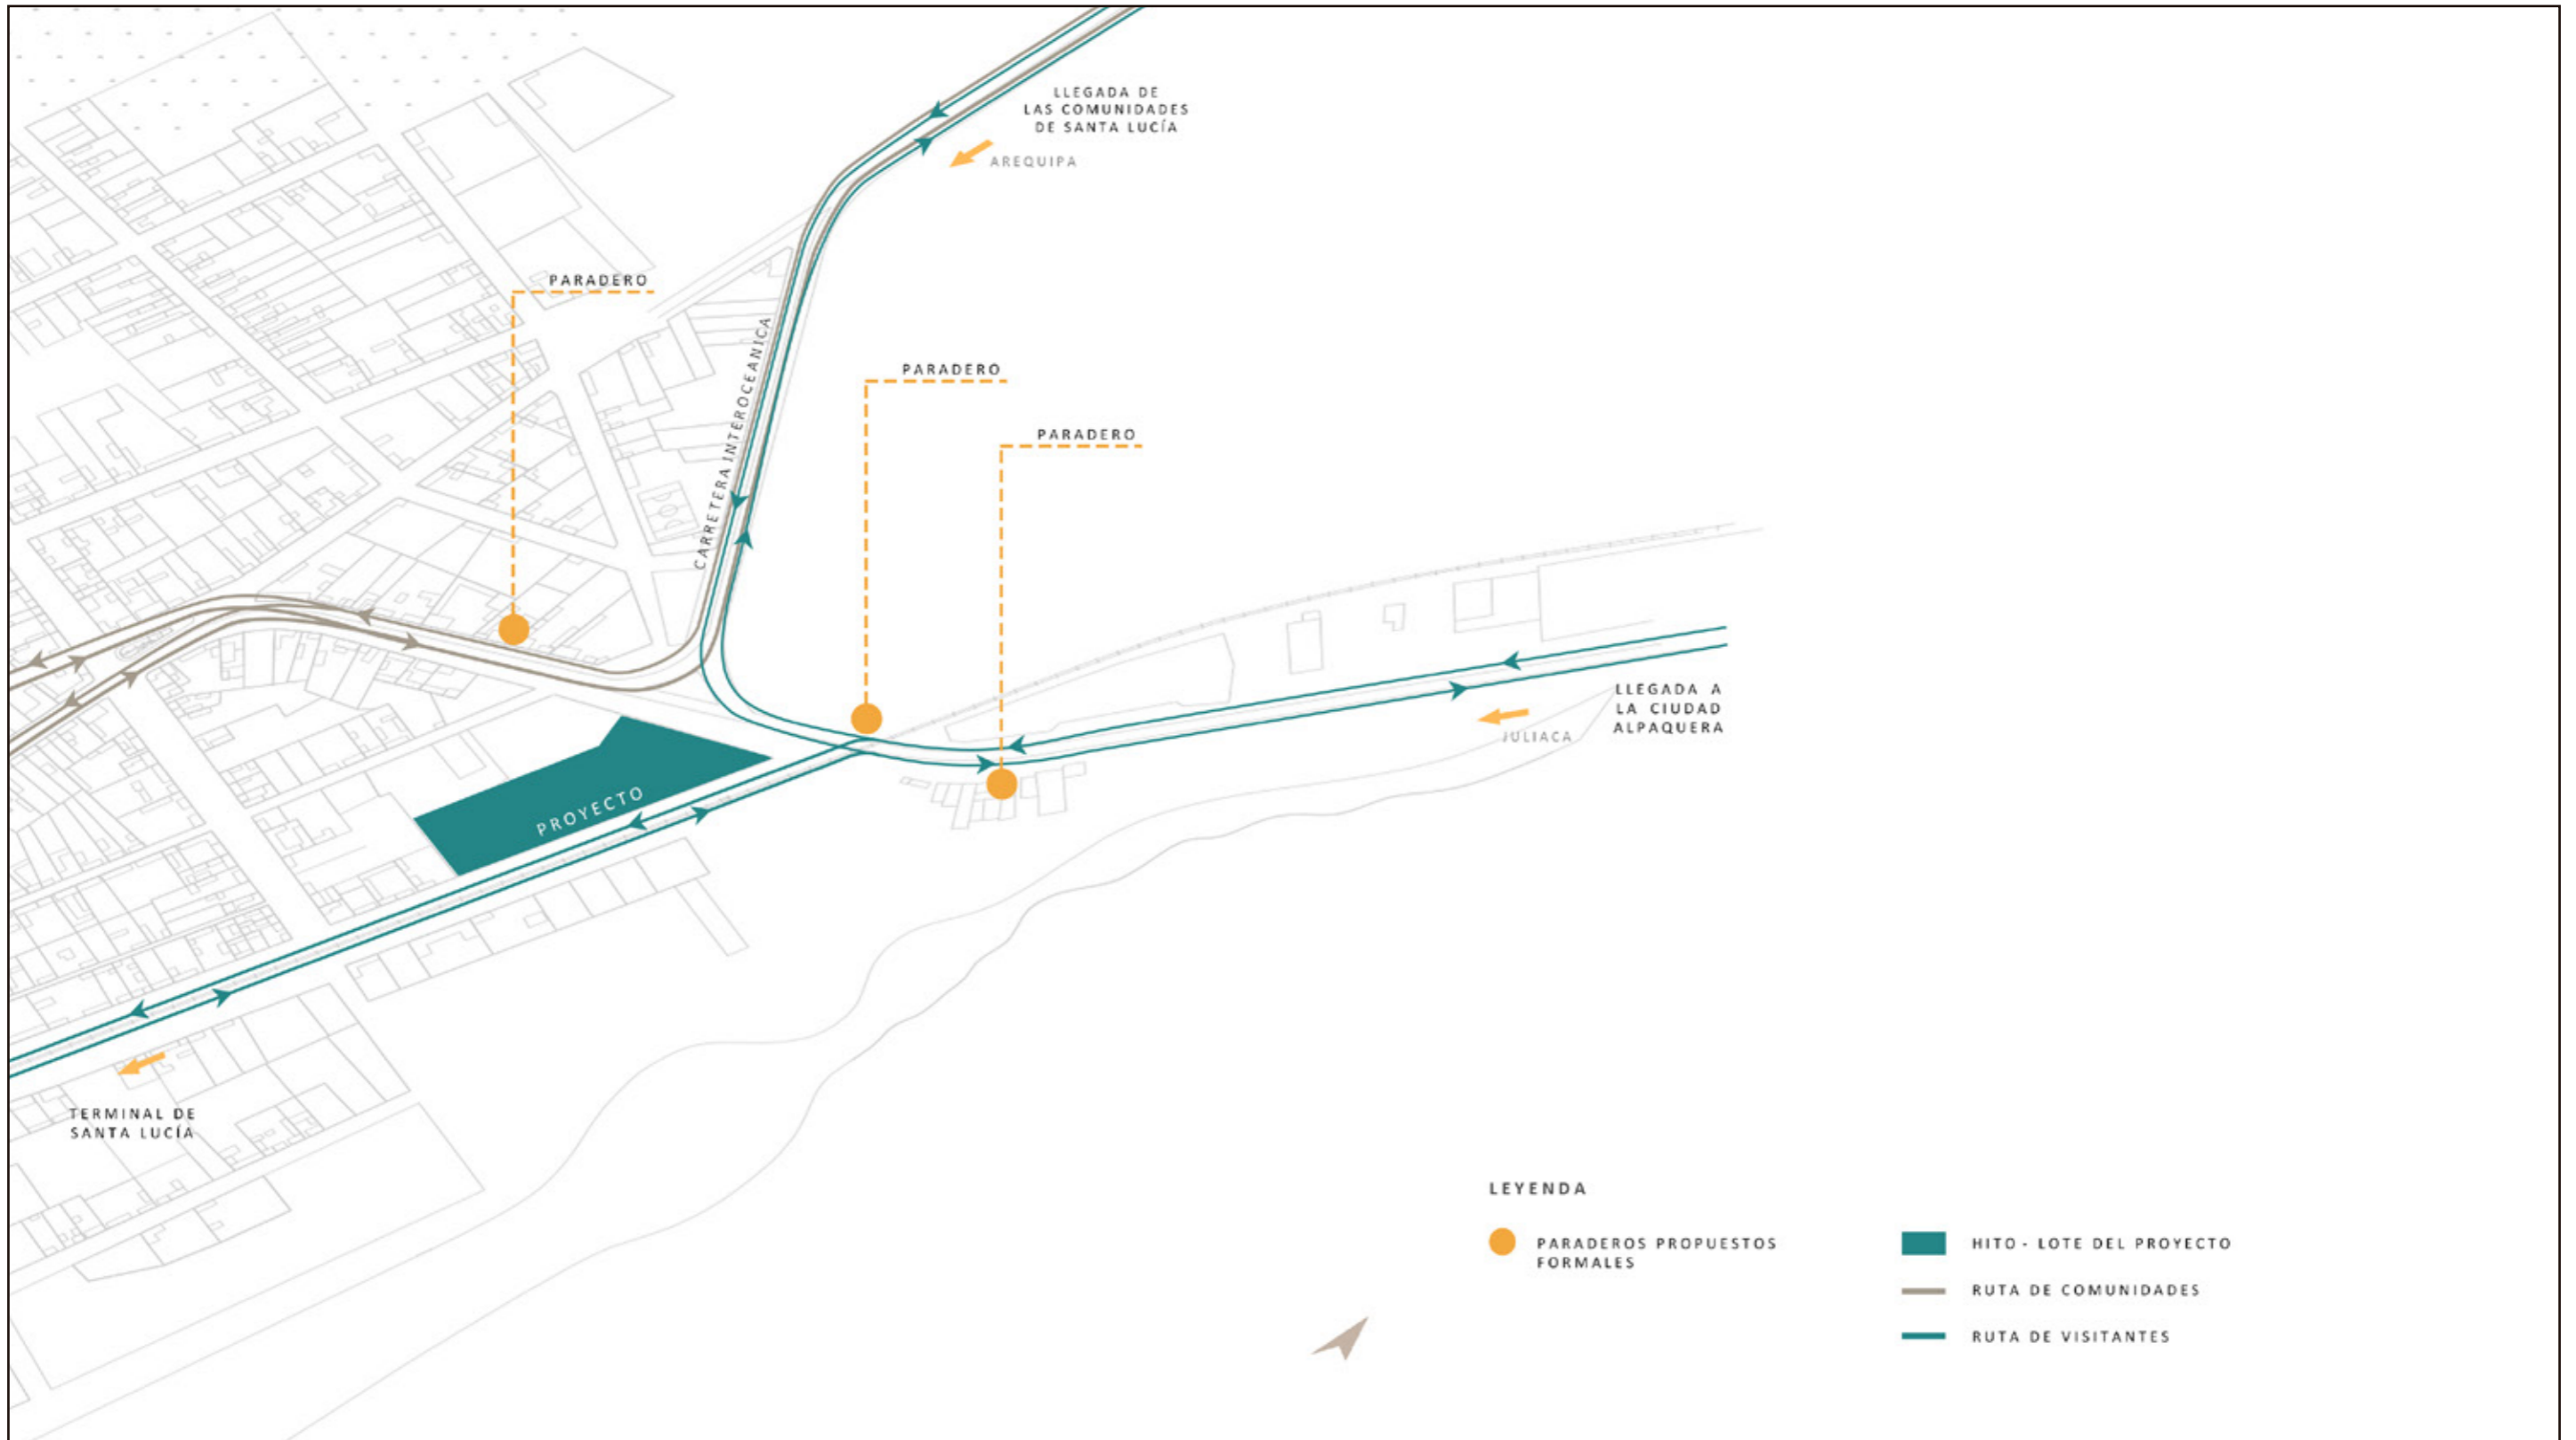 LLEGADA DE
LAS COMUNIDADES
DE SANTA LUCÍA
AREQUIPA
PARADERO
CARRETERA INTEROCEANICA
PARADERO
PARADERO
LLEGADA A
LA CIUDAD
ALPAQUERA
JULIACA
PROYECTO
TERMINAL DE
SANTA LUCÍA
LEYENDA
PARADEROS PROPUESTOS
FORMALES
HITO - LOTE DEL PROYECTO
RUTA DE COMUNIDADES
RUTA DE VISITANTES